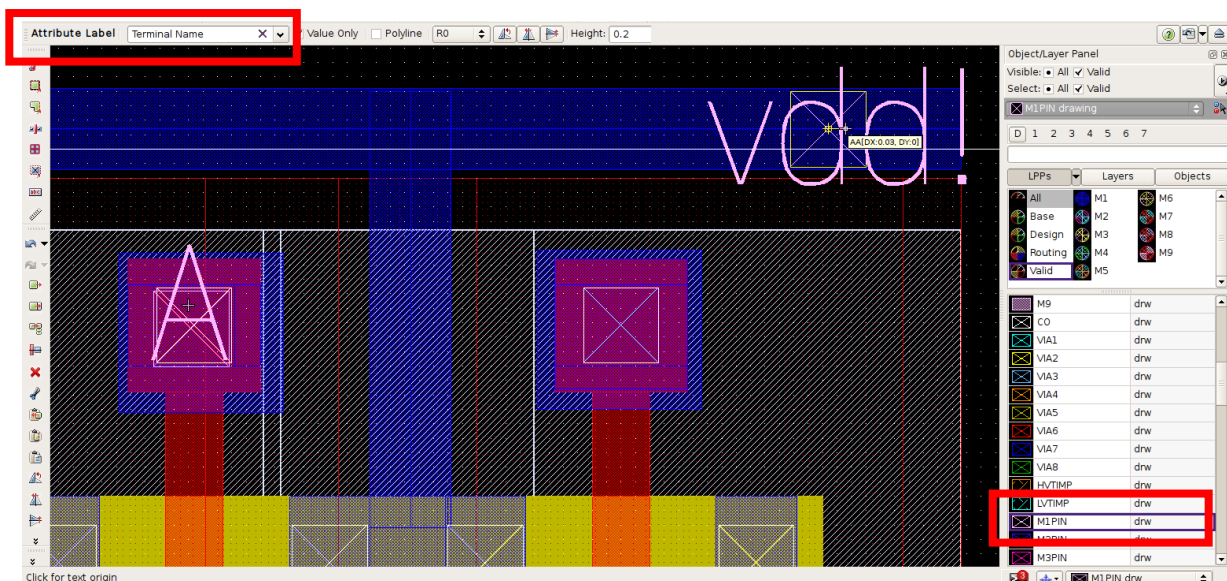 Attribute Label Terminal Name Value Only Polyline R0 Height: 0.2
Object/Layer Panel
Visible: All Valid
Select: All Valid
M1PIN drawing
D 1 2 3 4 5 6 7
LPPs Layers Objects
All M1 M6
Base M2 M7
Design M3 M8
Routing M4 M9
Valid M5
M9 drw
CO drw
VIA1 drw
VIA2 drw
VIA3 drw
VIA4 drw
VIA5 drw
VIA6 drw
VIA7 drw
VIA8 drw
HVTIMP drw
LVTIMP drw
M1PIN drw
M3PIN drw
vdd!
AA[DX:0.03, DY:0]
A
abc
Click for text origin
3 M1PIN drw